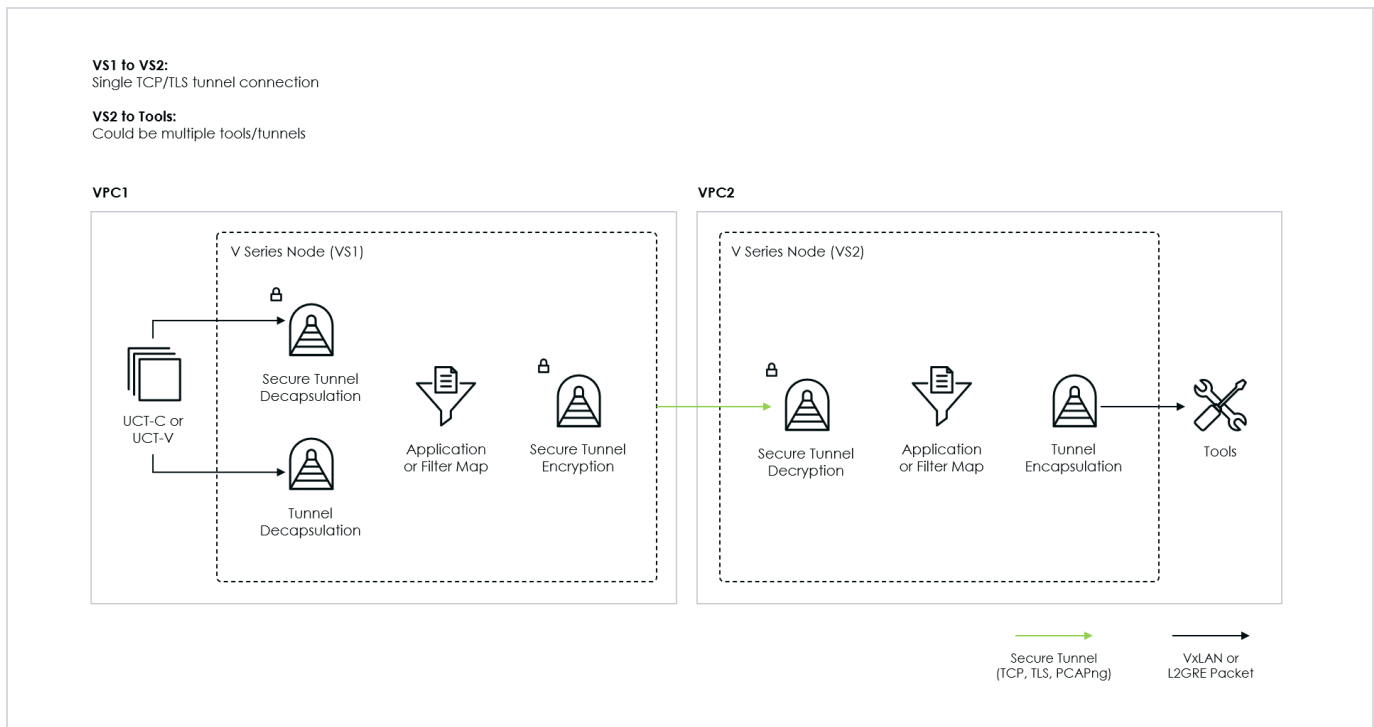 VS1 to VS2:
Single TCP/TLS tunnel connection
VS2 to Tools:
Could be multiple tools/tunnels
VPC1
VPC2
V Series Node (VS1)
V Series Node (VS2)
Secure Tunnel
Decapsulation
UCT-C or
UCT-V
Application
or Filter Map
Secure Tunnel
Encryption
Tunnel
Decapsulation
Secure Tunnel
Decryption
Application
or Filter Map
Tunnel
Encapsulation
Tools
Secure Tunnel
(TCP, TLS, PCAPng)
VxLAN or
L2GRE Packet